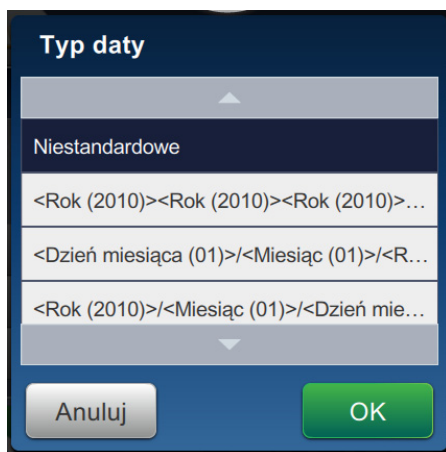 Typ daty
Niestandardowe
<Rok (2010)><Rok (2010)><Rok (2010)>...
<Dzień miesiąca (01)>/<Miesiąc (01)>/<R...
<Rok (2010)>/<Miesiąc (01)>/<Dzień mie...
Anuluj
OK